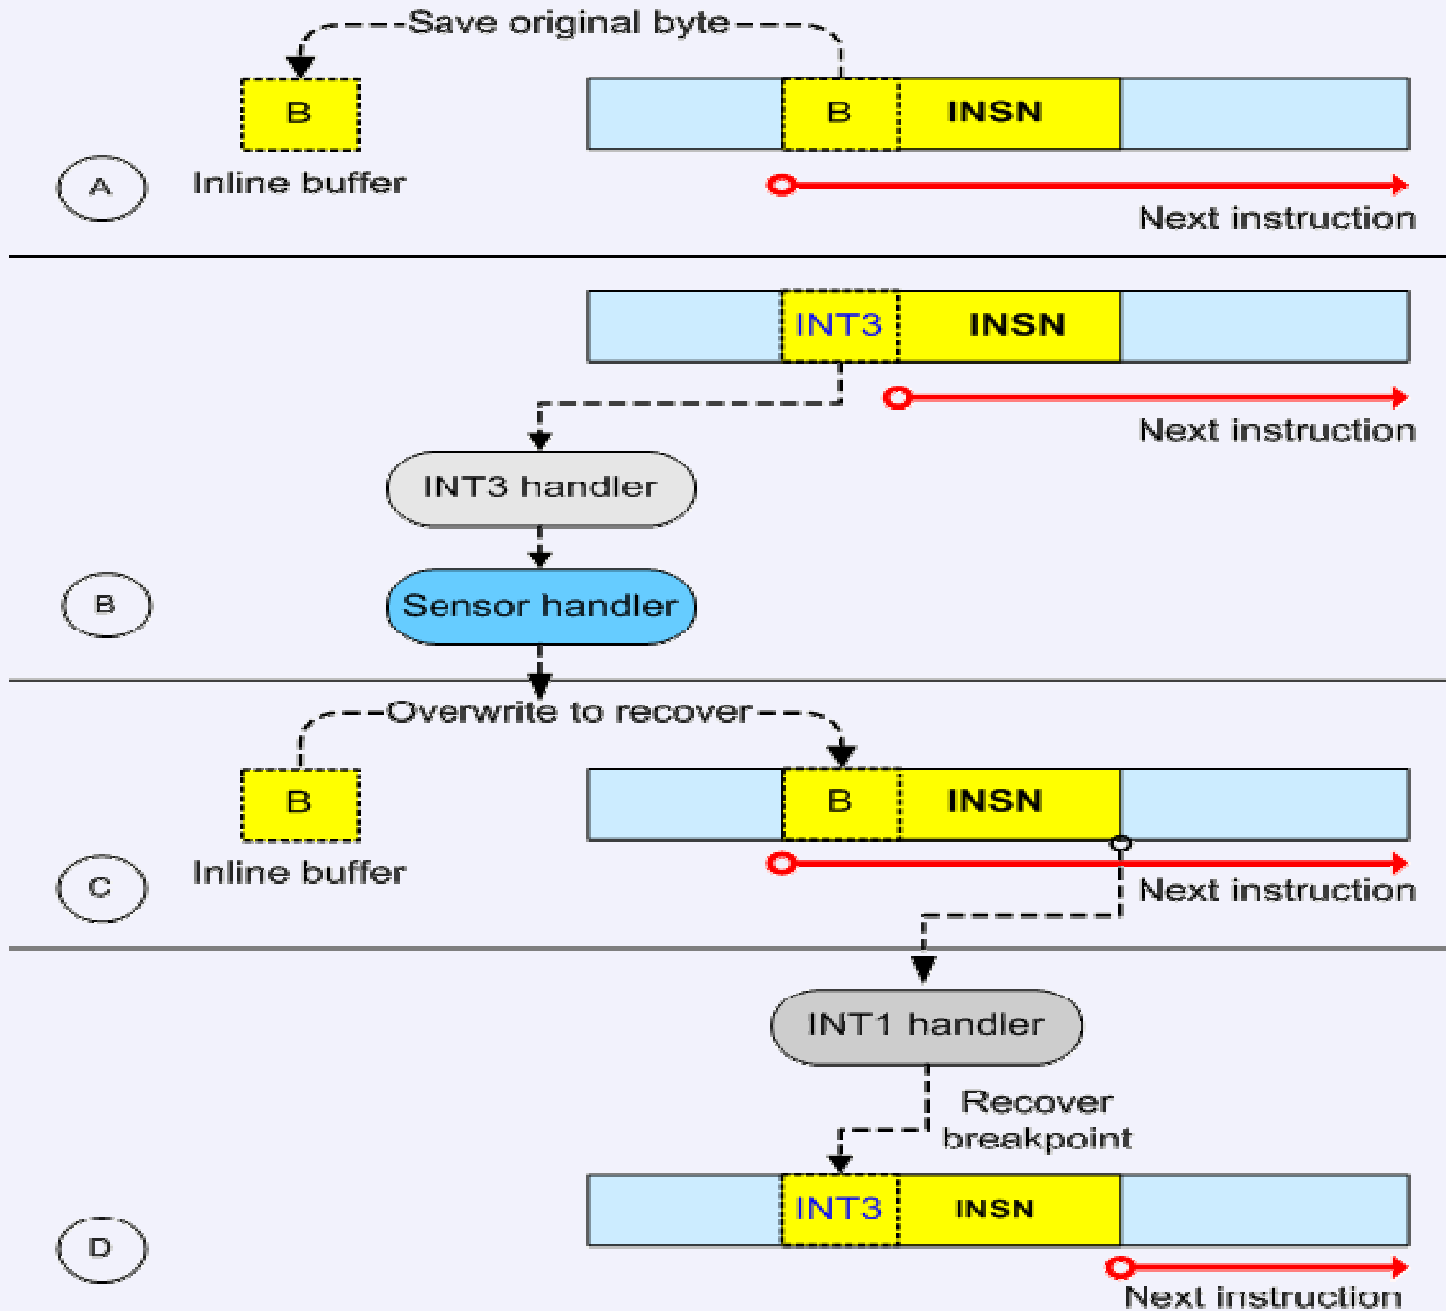 Save original byte
B
B
INSN
A
Inline buffer
Next instruction
INT3
INSN
Next instruction
INT3 handler
B
Sensor handler
Overwrite to recover
B
B
INSN
C
Inline buffer
Next instruction
INT1 handler
Recover
breakpoint
INT3
INSN
D
Next instruction